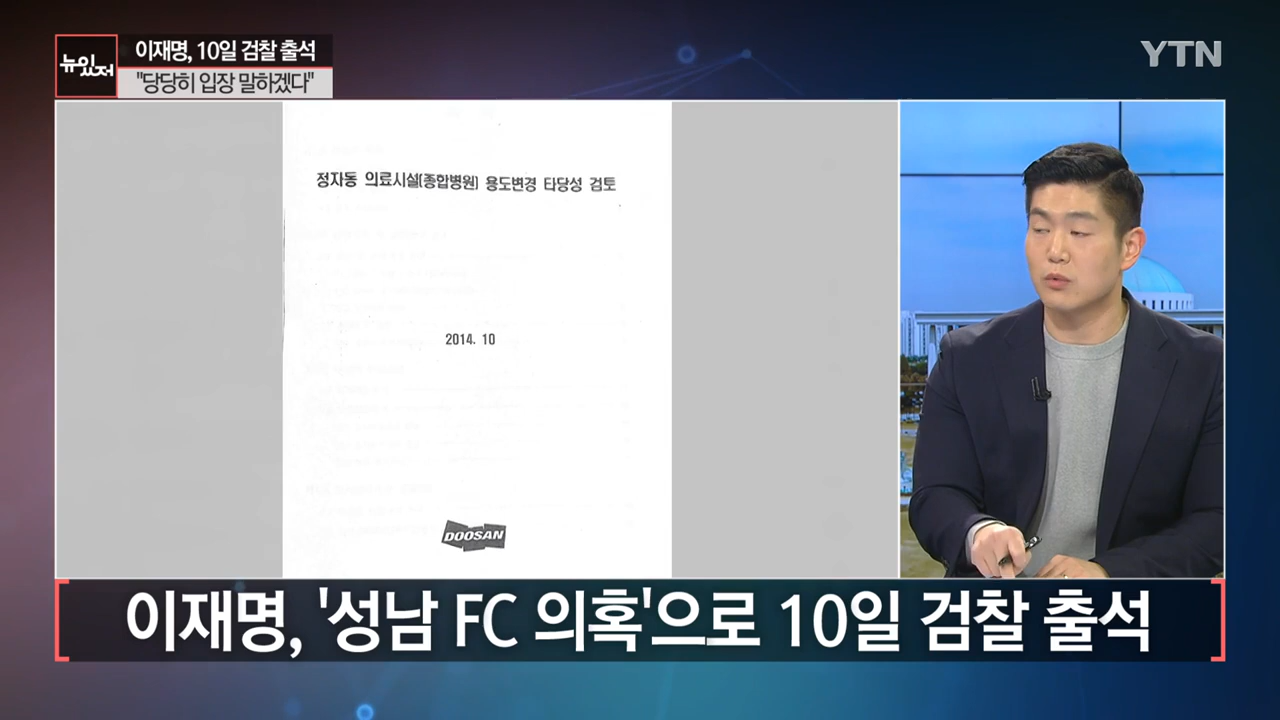 뉴있저
이재명, 10일 검찰 출석
"당당히 입장 말하겠다"
YTN
정자동 의료시설(종합병원) 용도변경 타당성 검토
2014. 10
DOOSAN
이재명, '성남 FC 의혹'으로 10일 검찰 출석